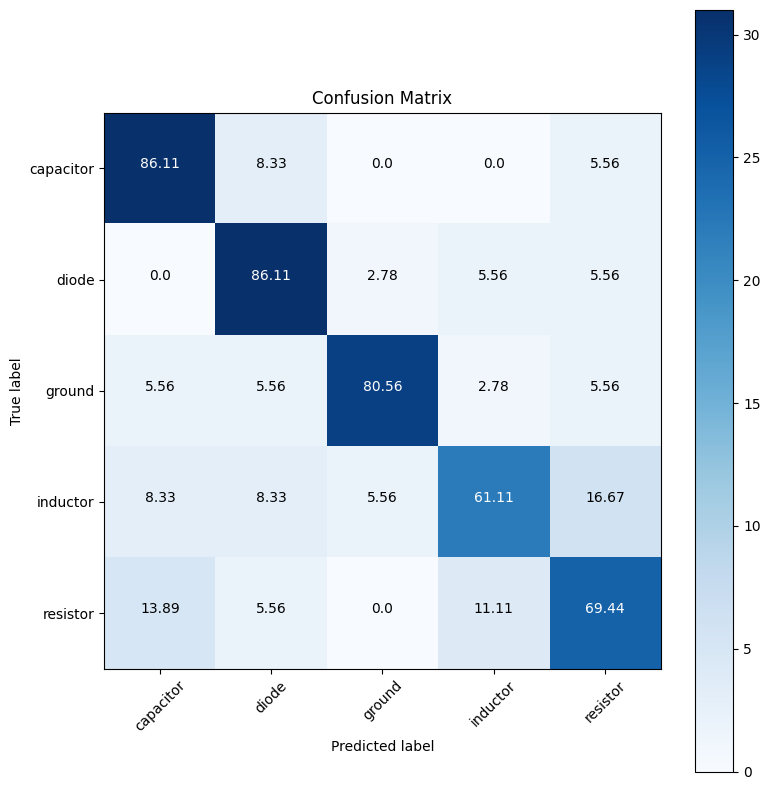 Confusion Matrix
capacitor 86.11 8.33 0.0 0.0 5.56
diode 0.0 86.11 2.78 5.56 5.56
ground 5.56 5.56 80.56 2.78 5.56
inductor 8.33 8.33 5.56 61.11 16.67
resistor 13.89 5.56 0.0 11.11 69.44
capacitor diode ground inductor resistor
Predicted label
True label
30
25
20
15
10
5
0